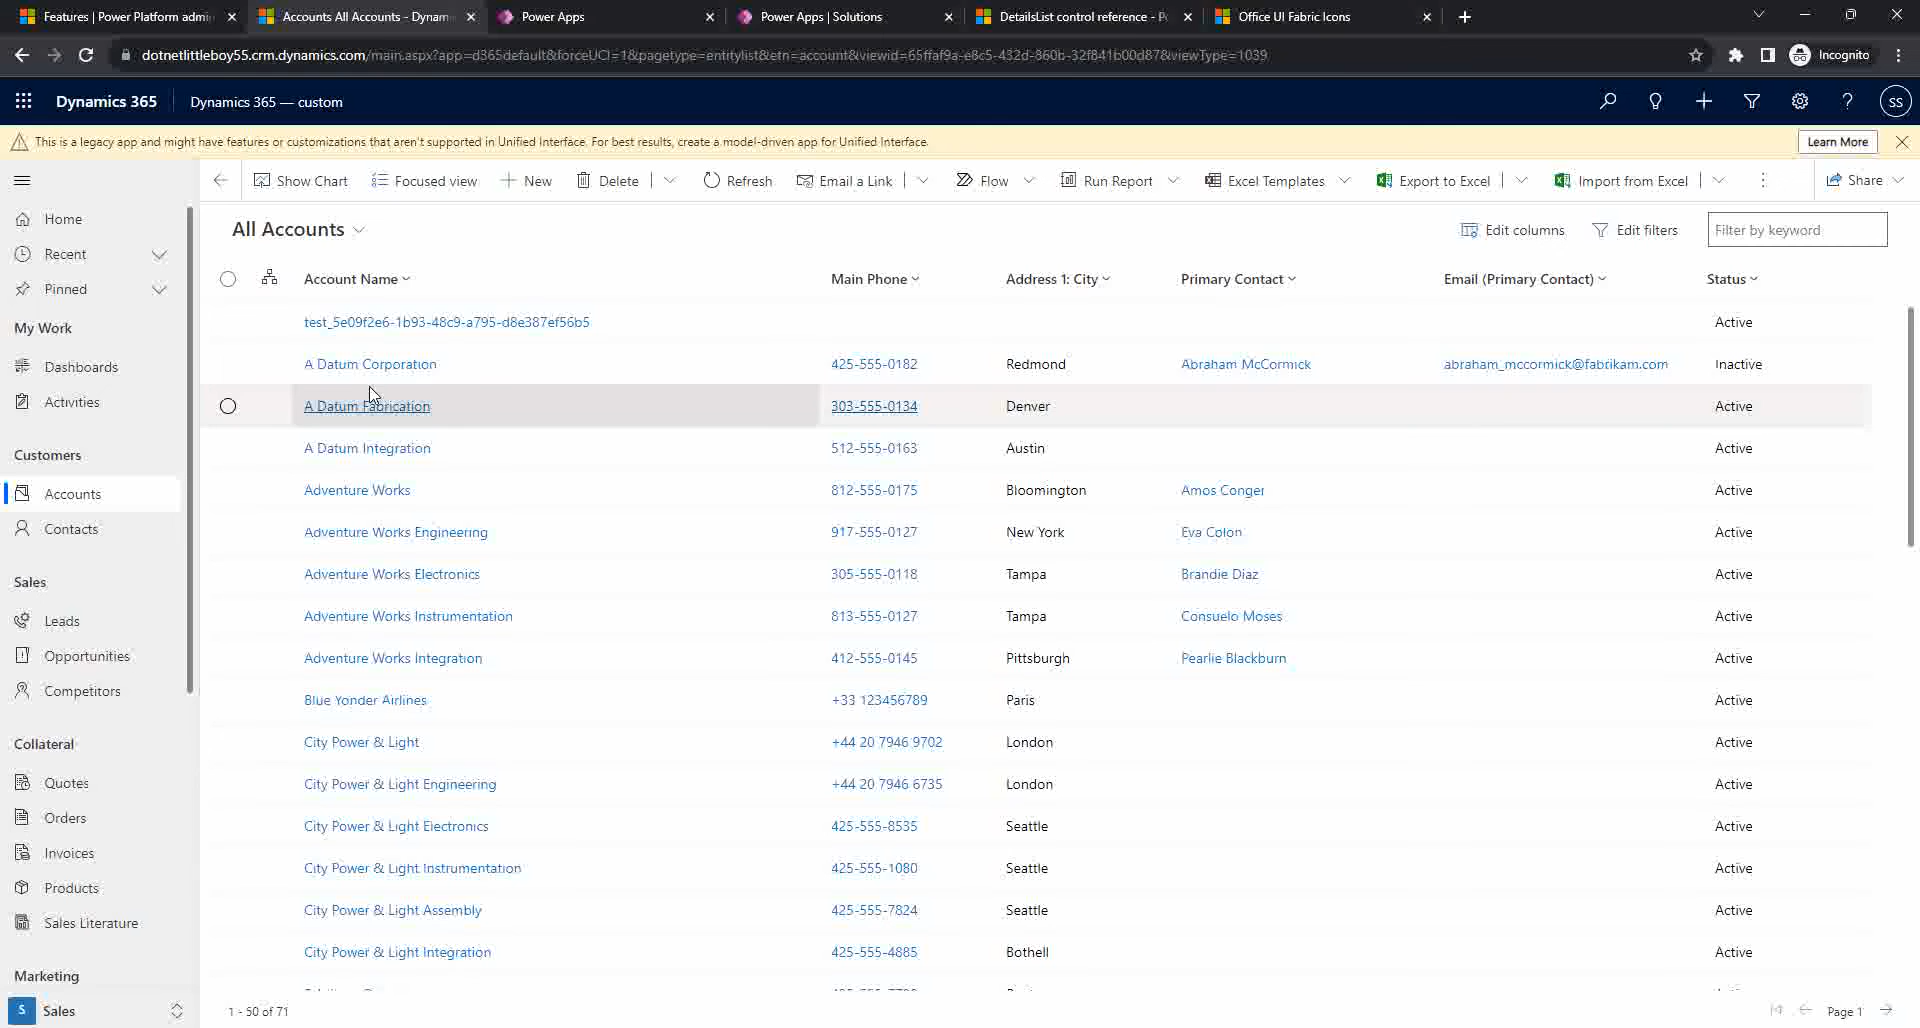 Features | Power Platform admin
Accounts All Accounts - Dynam
Power Apps
Power Apps | Solutions
DetailsList control reference - P
Office UI Fabric Icons
dotnetlittleboy55.crm.dynamics.com/main.aspx?app=d365default&forceUCI=1&pagetype=entitylist&etn=account&viewid=65ffaf9a-e8c5-432d-860b-32f841b00d87&viewType=1039
Incognito
Dynamics 365
Dynamics 365 — custom
SS
This is a legacy app and might have features or customizations that aren't supported in Unified Interface. For best results, create a model-driven app for Unified Interface.
Learn More
Show Chart
Focused view
New
Delete
Refresh
Email a Link
Flow
Run Report
Excel Templates
Export to Excel
Import from Excel
Share
Home
Recent
Pinned
My Work
Dashboards
Activities
Customers
Accounts
Contacts
Sales
Leads
Opportunities
Competitors
Collateral
Quotes
Orders
Invoices
Products
Sales Literature
Marketing
S Sales
All Accounts
Edit columns
Edit filters
Filter by keyword
Account Name Main Phone Address 1: City Primary Contact Email (Primary Contact) Status
test_5e09f2e6-1b93-48c9-a795-d8e387ef56b5 Active
A Datum Corporation 425-555-0182 Redmond Abraham McCormick abraham_mccormick@fabrikam.com Inactive
A Datum Fabrication 303-555-0134 Denver Active
A Datum Integration 512-555-0163 Austin Active
Adventure Works 812-555-0175 Bloomington Amos Conger Active
Adventure Works Engineering 917-555-0127 New York Eva Colon Active
Adventure Works Electronics 305-555-0118 Tampa Brandie Diaz Active
Adventure Works Instrumentation 813-555-0127 Tampa Consuelo Moses Active
Adventure Works Integration 412-555-0145 Pittsburgh Pearlie Blackburn Active
Blue Yonder Airlines +33 123456789 Paris Active
City Power & Light +44 20 7946 9702 London Active
City Power & Light Engineering +44 20 7946 6735 London Active
City Power & Light Electronics 425-555-8535 Seattle Active
City Power & Light Instrumentation 425-555-1080 Seattle Active
City Power & Light Assembly 425-555-7824 Seattle Active
City Power & Light Integration 425-555-4885 Bothell Active
1 - 50 of 71
Page 1